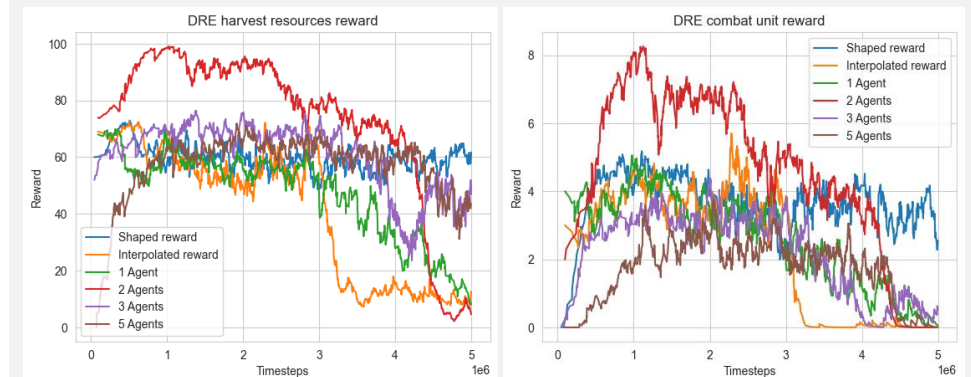 DRE harvest resources reward
100
80
60
40
20
0
Reward
Shaped reward
Interpolated reward
1 Agent
2 Agents
3 Agents
5 Agents
0
1
2
3
4
5
1e6
Timesteps
DRE combat unit reward
8
6
4
2
0
Reward
Shaped reward
Interpolated reward
1 Agent
2 Agents
3 Agents
5 Agents
0
1
2
3
4
5
1e6
Timesteps